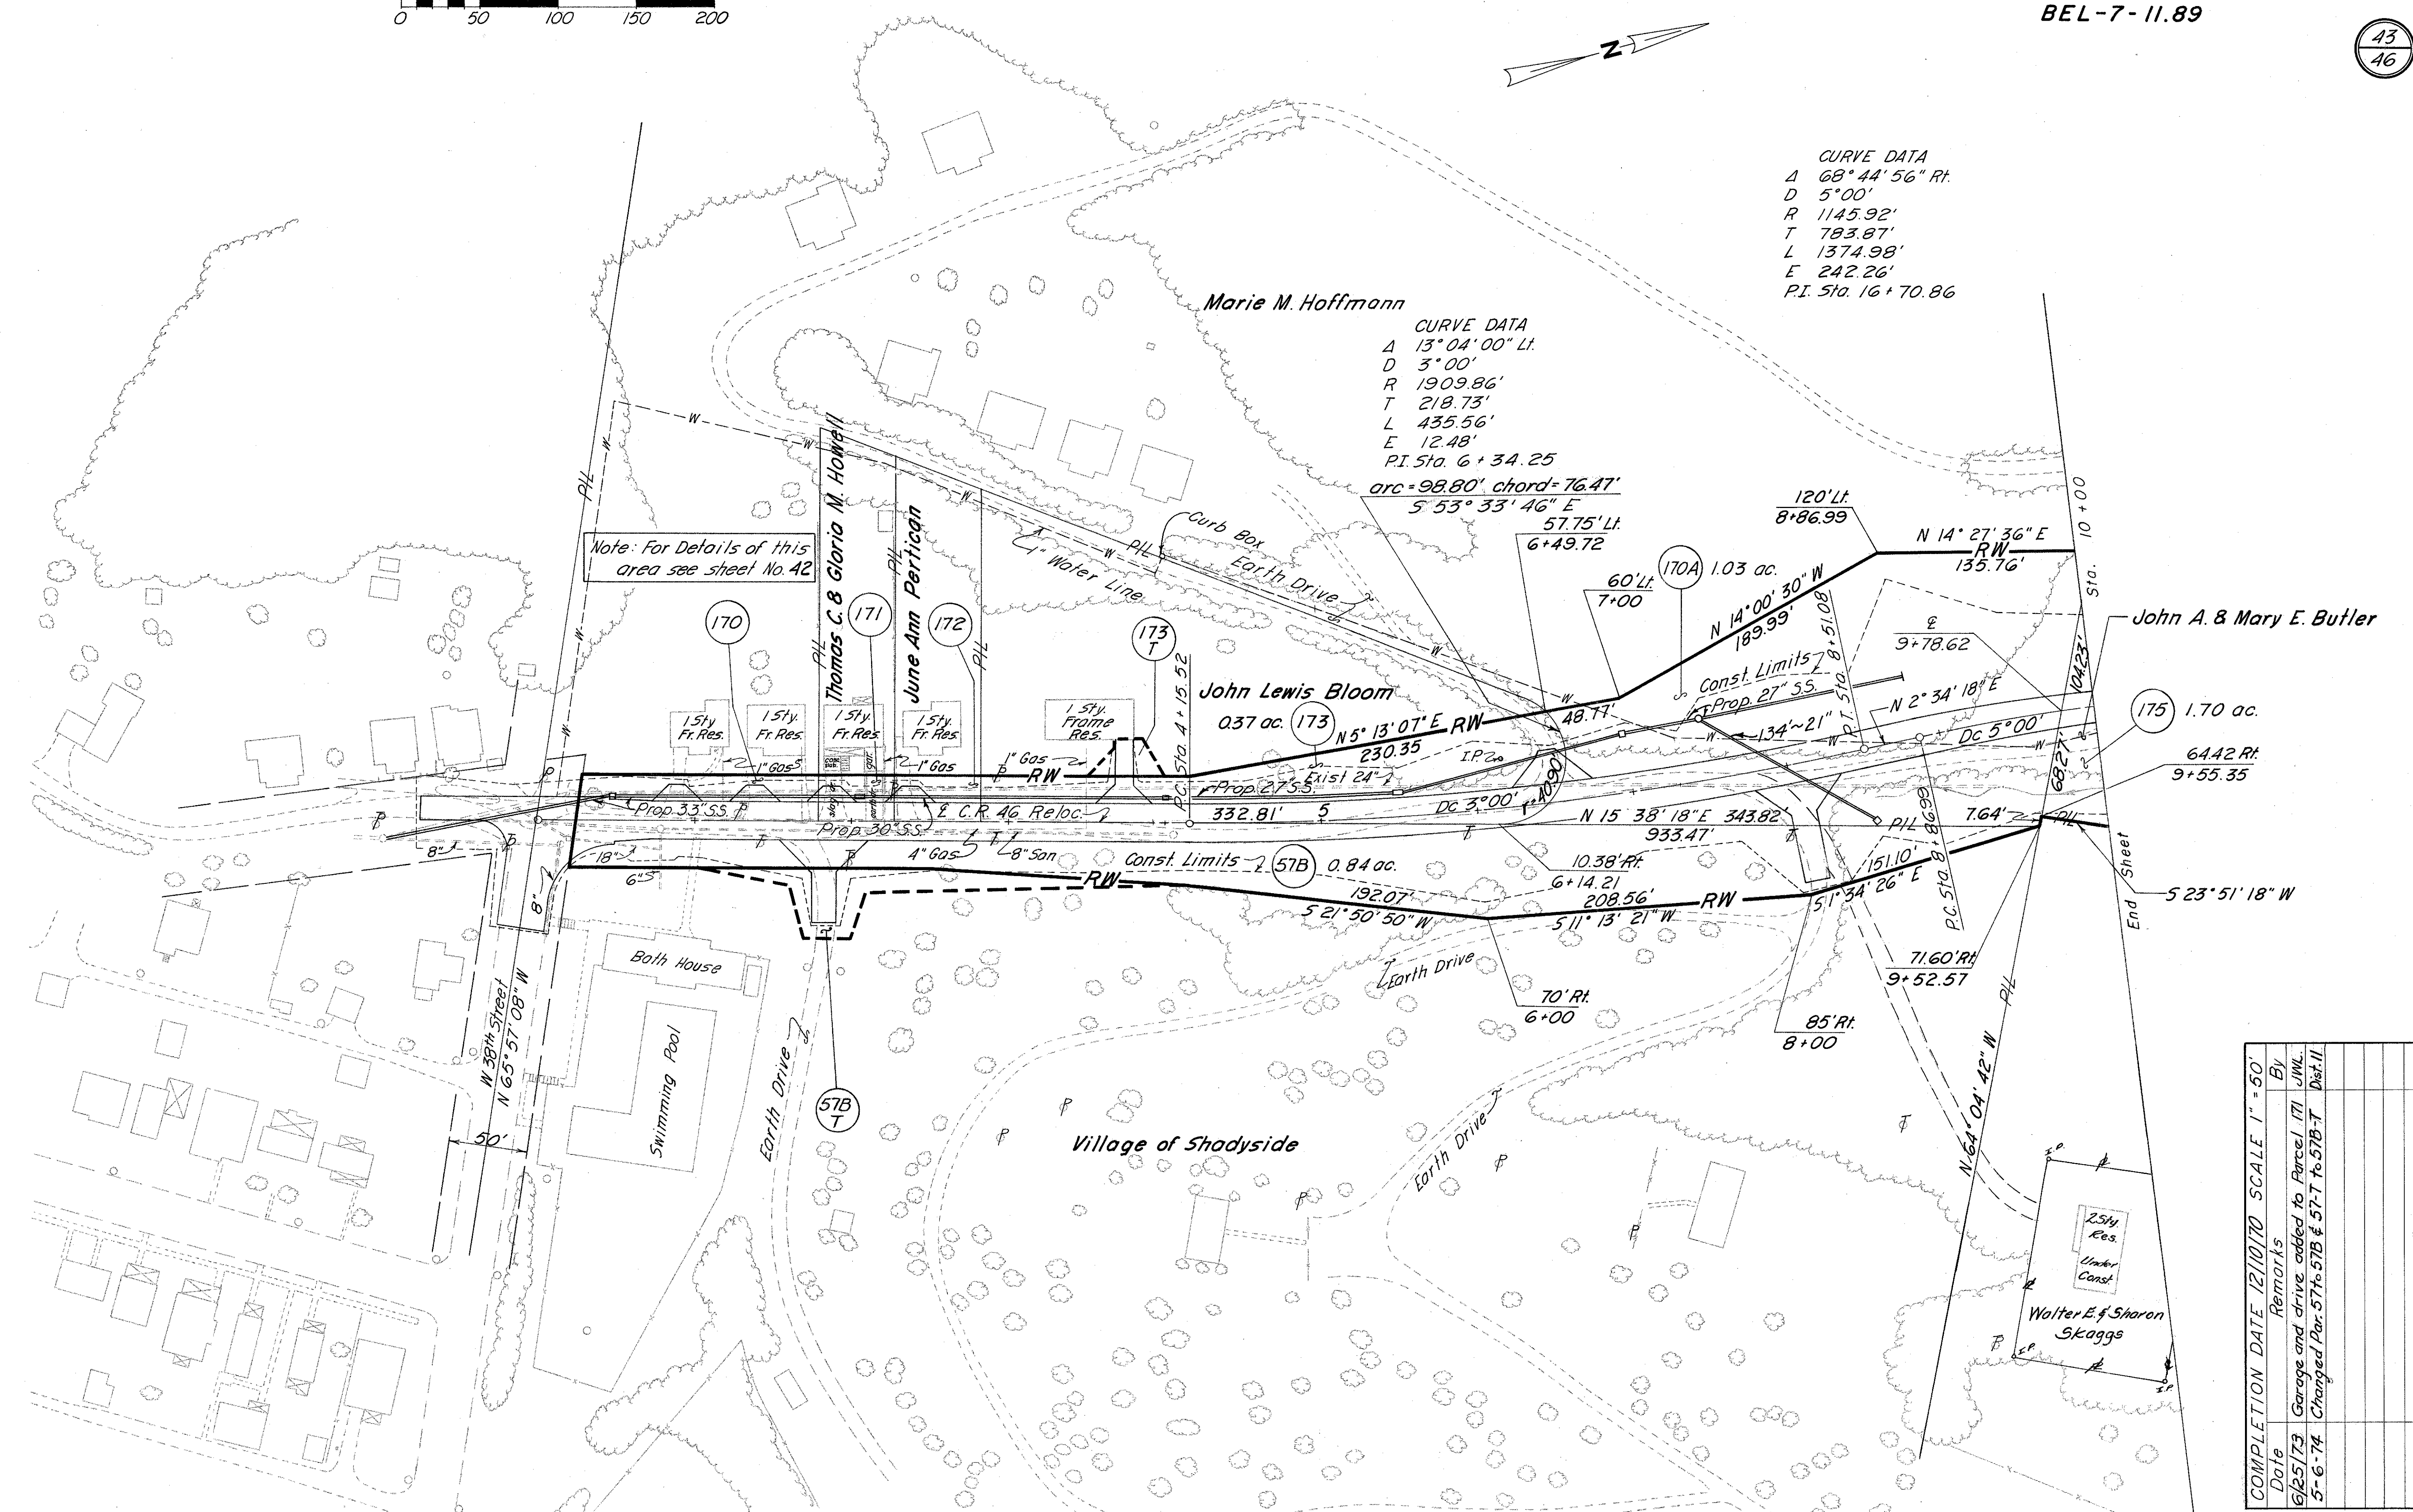 0 50 100 150 200
BEL-7-11.89
43
46
N
CURVE DATA
Δ 68° 44' 56" Rt.
D 5°00'
R 1145.92'
T 783.87'
L 1374.98'
E 242.26'
P.I. Sta. 16+70.86
Marie M. Hoffmann
CURVE DATA
Δ 13° 04' 00" Lt.
D 3° 00'
R 1909.86'
T 218.73'
L 435.56'
E 12.48'
P.I. Sta. 6+34.25
arc = 98.80' chord = 76.47'
S 53° 33' 46" E
57.75' Lt.
6+49.72
120' Lt.
8+86.99
N 14° 27' 36" E
RW
135.76'
Sta. 10+00
60' Lt.
7+00
170A 1.03 ac.
N 14° 00' 30" W
189.99'
Const. Limits
Prop. 27" SS.
P.T. Sta. 8+51.08
℄
9+78.62
104.23'
John A. & Mary E. Butler
N 2° 34' 18" E
Dc 5°00'
175 1.70 ac.
68.27'
64.42 Rt.
9+55.35
134'~21"
Note: For Details of this
area see sheet No. 42
Thomas C. & Gloria M. Howell
June Ann Pertican
P/L
P/L
P/L
P/L
Curb Box
1" Water Line
P/L
Earth Drive
170
171
172
173
T
1 Sty.
Fr. Res.
1 Sty.
Fr. Res.
1 Sty.
Fr. Res.
1 Sty.
Fr. Res.
1 Sty.
Frame
Res.
1" Gas
1" Gas
1" Gas
RW
P.C. Sta. 4+15.52
John Lewis Bloom
0.37 ac. 173
N 5° 13' 07" E
RW
230.35
48.77'
I.P.
Exist 24"
Prop. 27" SS.
332.81'
5
Dc 3°00'
40.90'
Prop. 33" SS.
℄ C.R. 46 Reloc.
Prop. 30" SS.
N 15° 38' 18" E 343.82'
933.47'
7.64'
P/L
P/L
8"
18"
6"
4" Gas
8" San
Const. Limits
57B 0.84 ac.
RW
10.38' Rt.
6+14.21
192.07'
S 21° 50' 50" W
208.56'
S 11° 13' 21" W
RW
151.10'
S 1° 34' 26" E
P.C. Sta. 8+86.99
S 23° 51' 18" W
End Sheet
8"
W 38th Street
N 65° 57' 08" W
50'
Bath House
Swimming Pool
Earth Drive
57B
T
Earth Drive
70' Rt.
6+00
85' Rt.
8+00
71.60' Rt.
9+52.57
P/L
N 64° 04' 42" W
Village of Shadyside
Earth Drive
I.P.
2 Sty.
Res.
Under
Const.
Walter E. & Sharon
Skaggs
I.P.
I.P.
COMPLETION DATE 12/10/70 SCALE 1" = 50'
Date Remarks By
6/25/73 Garage and drive added to Parcel 171 JWL.
5-6-74 Changed Par. 57 to 57B & 57-T to 57B-T Dist. 11